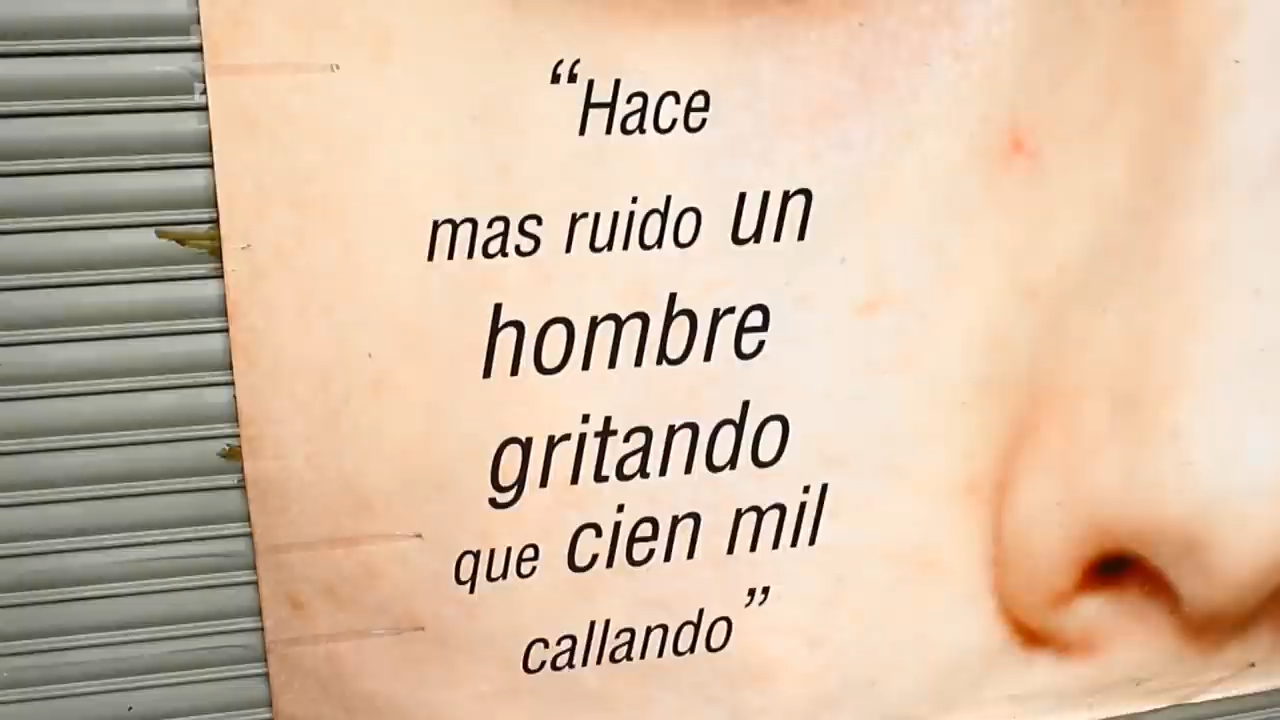 “Hace
mas ruido un
hombre
gritando
que cien mil
callando”